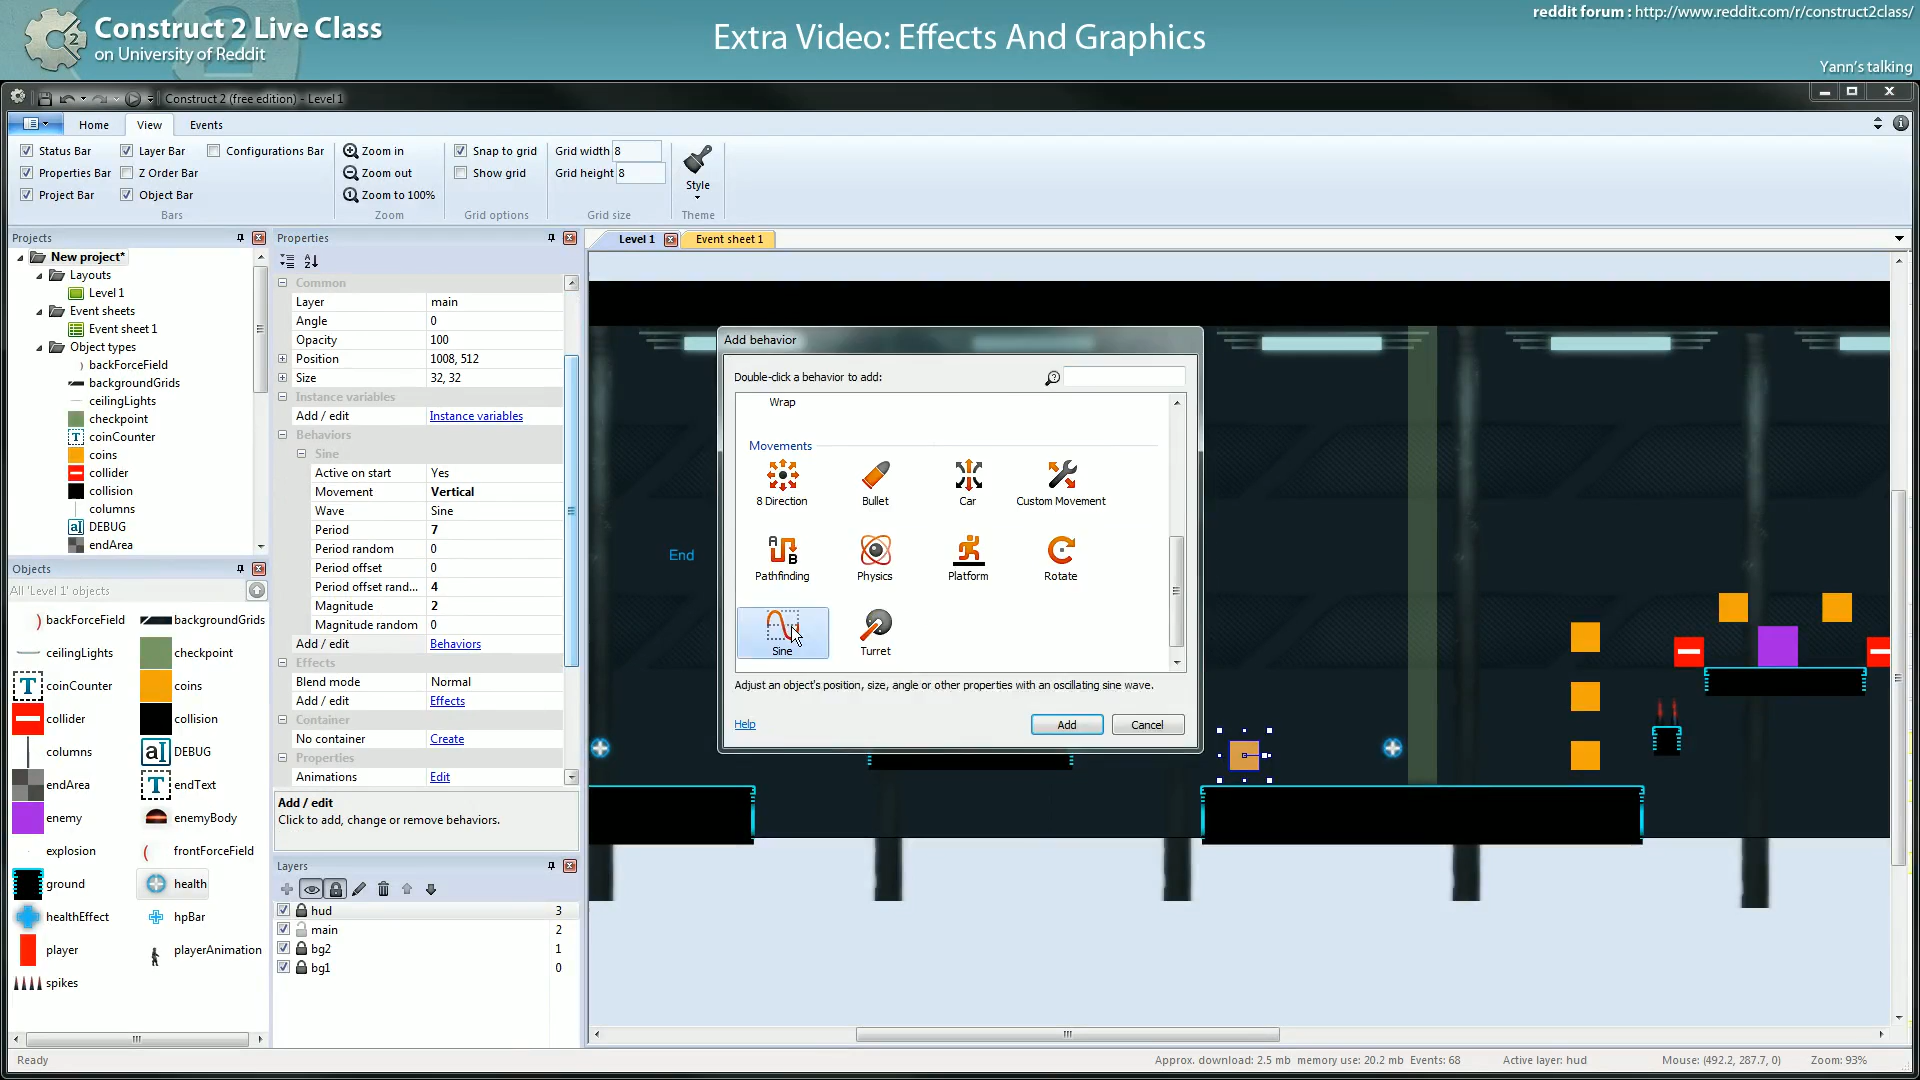 Construct 2 Live Class
on University of Reddit
Extra Video: Effects And Graphics
reddit forum : http://www.reddit.com/r/construct2class/
Yann's talking
Construct 2 (free edition) - Level 1
Home
View
Events
Status Bar
Layer Bar
Configurations Bar
Properties Bar
Z Order Bar
Project Bar
Object Bar
Bars
Zoom in
Zoom out
Zoom to 100%
Zoom
Snap to grid
Show grid
Grid options
Grid width 8
Grid height 8
Grid size
Style
Theme
Projects
New project*
Layouts
Level 1
Event sheets
Event sheet 1
Object types
backForceField
backgroundGrids
ceilingLights
checkpoint
coinCounter
coins
collider
collision
columns
DEBUG
endArea
Objects
All 'Level 1' objects
backForceField
backgroundGrids
ceilingLights
checkpoint
coinCounter
coins
collider
collision
columns
DEBUG
endArea
endText
enemy
enemyBody
explosion
frontForceField
ground
health
healthEffect
hpBar
player
playerAnimation
spikes
Properties
Common
Layer main
Angle 0
Opacity 100
Position 1008, 512
Size 32, 32
Instance variables
Add / edit Instance variables
Behaviors
Sine
Active on start Yes
Movement Vertical
Wave Sine
Period 7
Period random 0
Period offset 0
Period offset rand... 4
Magnitude 2
Magnitude random 0
Add / edit Behaviors
Effects
Blend mode Normal
Add / edit Effects
Container
No container Create
Properties
Animations Edit
Add / edit
Click to add, change or remove behaviors.
Layers
hud 3
main 2
bg2 1
bg1 0
Level 1
Event sheet 1
End
Add behavior
Double-click a behavior to add:
Wrap
Movements
8 Direction
Bullet
Car
Custom Movement
Pathfinding
Physics
Platform
Rotate
Sine
Turret
Adjust an object's position, size, angle or other properties with an oscillating sine wave.
Help
Add
Cancel
Ready
Approx. download: 2.5 mb memory use: 20.2 mb Events: 68
Active layer: hud
Mouse: (492.2, 287.7, 0)
Zoom: 93%